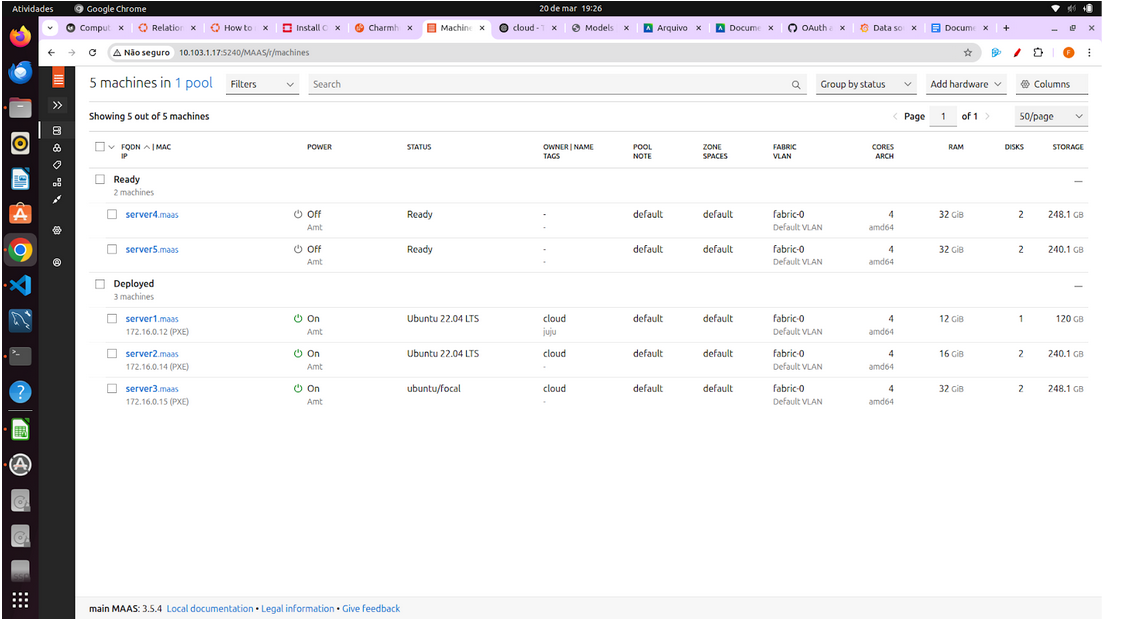 Atividades Google Chrome 20 de mar 19:26
Comput × Relation × How to × Install O × Charmh × Machine × cloud - T × Models × Arquivo × Docume × OAuth × Data so × Docume × +
Não seguro 10.103.1.17:5240/MAAS/r/machines F
5 machines in 1 pool Filters Search Group by status Add hardware Columns
Showing 5 out of 5 machines Page 1 of 1 50/page
FQDN | MAC POWER STATUS OWNER | NAME POOL ZONE FABRIC CORES RAM DISKS STORAGE
IP TAGS NOTE SPACES VLAN ARCH
Ready
2 machines
server4.maas Off Ready - default default fabric-0 4 32 GiB 2 248.1 GB
Amt - Default VLAN amd64
server5.maas Off Ready - default default fabric-0 4 32 GiB 2 240.1 GB
Amt - Default VLAN amd64
Deployed
3 machines
server1.maas On Ubuntu 22.04 LTS cloud default default fabric-0 4 12 GiB 1 120 GB
172.16.0.12 (PXE) Amt juju Default VLAN amd64
server2.maas On Ubuntu 22.04 LTS cloud default default fabric-0 4 16 GiB 2 240.1 GB
172.16.0.14 (PXE) Amt - Default VLAN amd64
server3.maas On ubuntu/focal cloud default default fabric-0 4 32 GiB 2 248.1 GB
172.16.0.15 (PXE) Amt - Default VLAN amd64
main MAAS: 3.5.4 Local documentation • Legal information • Give feedback